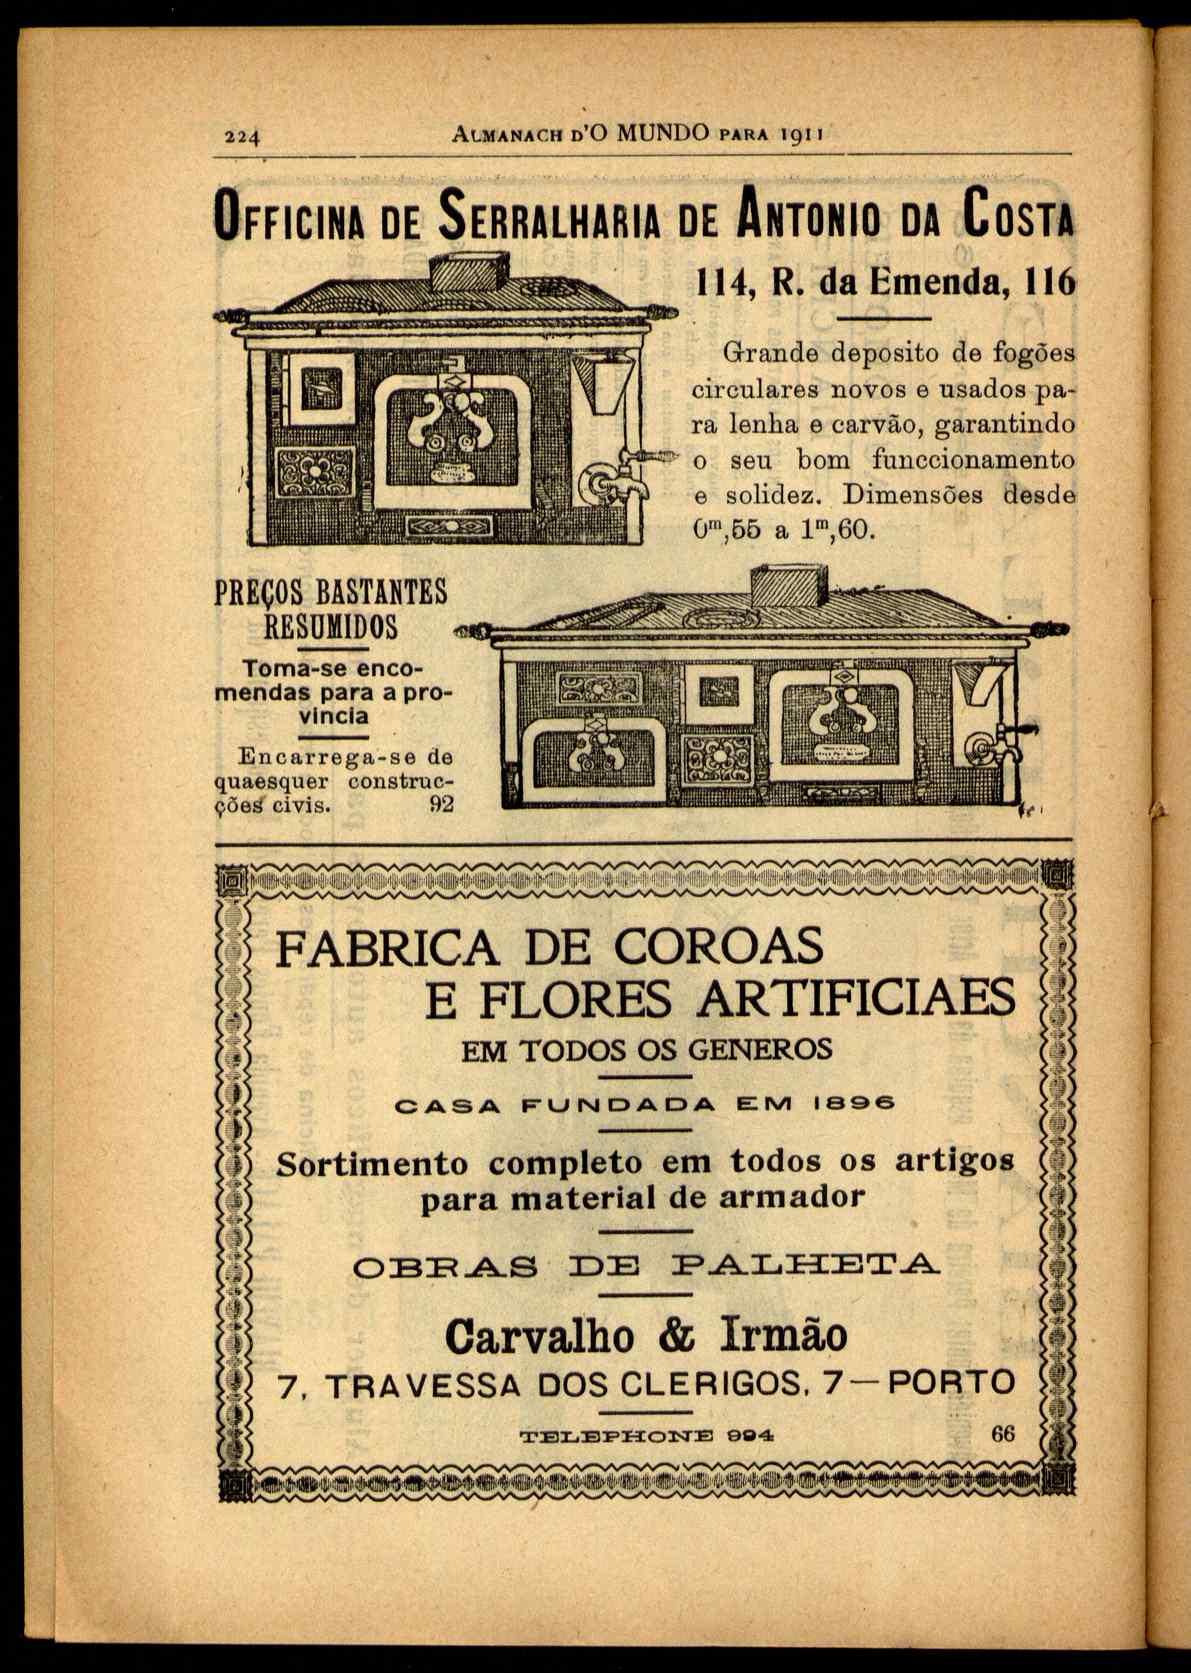 224
ALMANACH D'O MUNDO PARA 1911
OFFICINA DE SERRALHARIA DE ANTONIO DA COSTA
114, R. da Emenda, 116
Grande deposito de fogões
circulares novos e usados pa-
ra lenha e carvão, garantindo
o seu bom funccionamento
e solidez. Dimensões desde
0m,55 a 1m,60.
PREÇOS BASTANTES
RESUMIDOS
Toma-se enco-
mendas para a pro-
vincia
Encarrega-se de
quaesquer construc-
ções civis. 92
FABRICA DE COROAS
E FLORES ARTIFICIAES
EM TODOS OS GENEROS
CASA FUNDADA EM 1896
Sortimento completo em todos os artigos
para material de armador
OBRAS DE PALHETA
Carvalho & Irmão
7, TRAVESSA DOS CLERIGOS, 7—PORTO
TELEPHONE 994
66